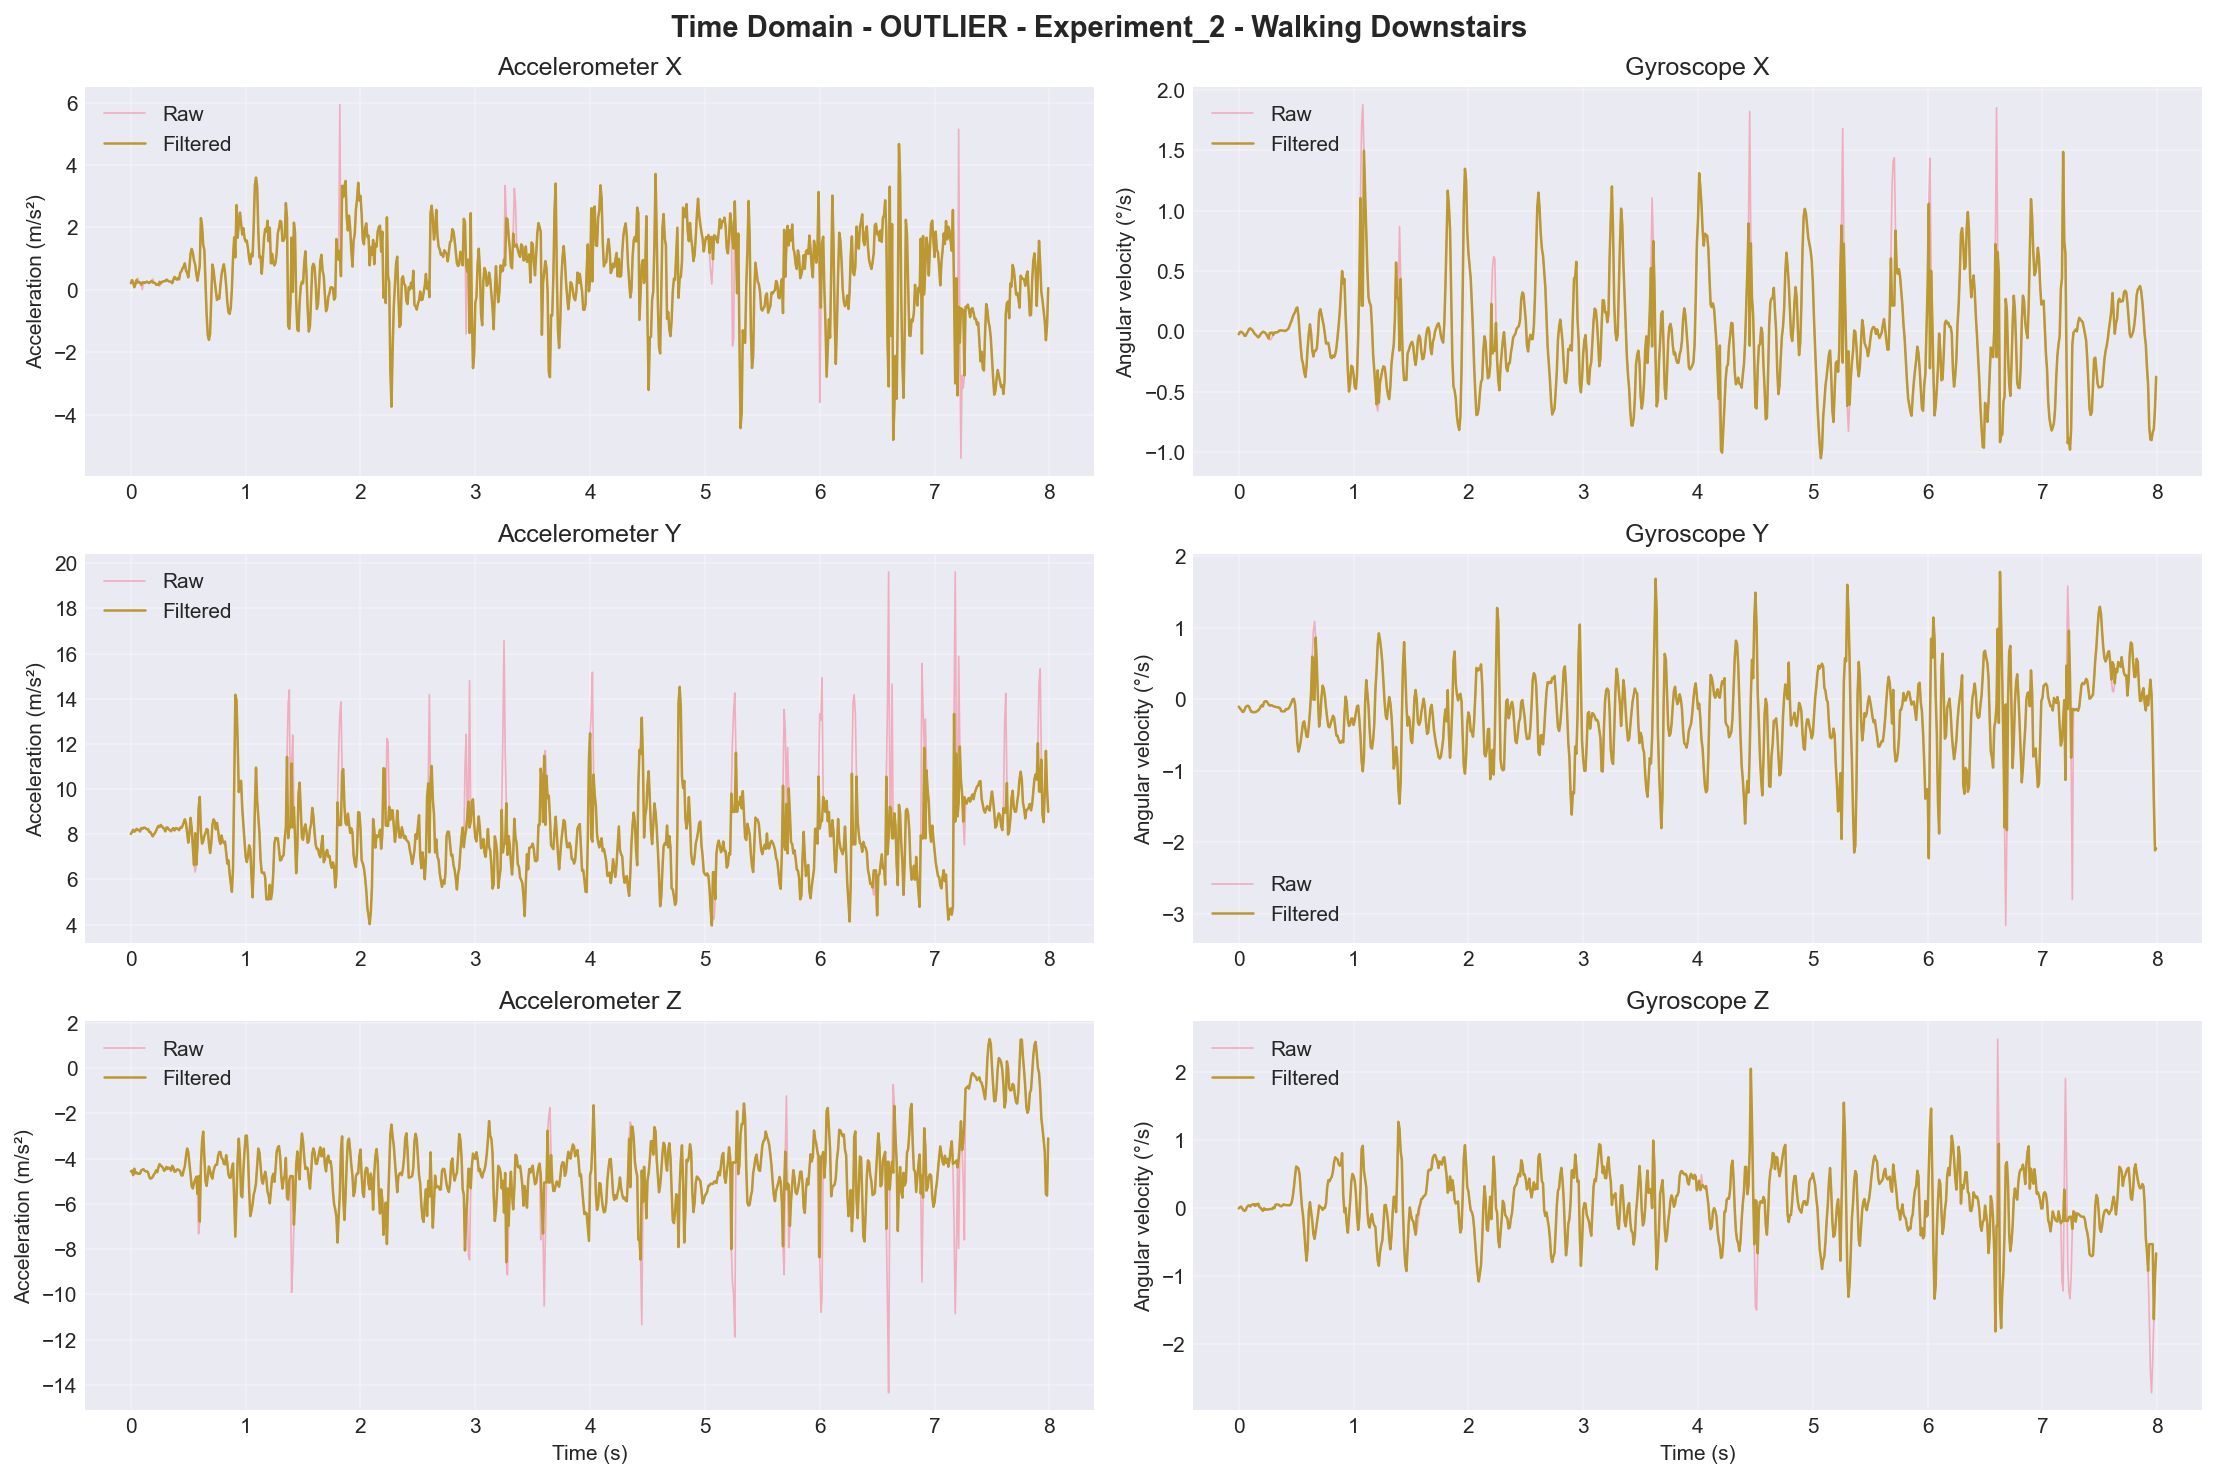 Time Domain - OUTLIER - Experiment_2 - Walking Downstairs
Accelerometer X
Acceleration (m/s²)
6
4
2
0
−2
−4
Raw
Filtered
0 1 2 3 4 5 6 7 8
Gyroscope X
Angular velocity (°/s)
2.0
1.5
1.0
0.5
0.0
−0.5
−1.0
Raw
Filtered
0 1 2 3 4 5 6 7 8
Accelerometer Y
Acceleration (m/s²)
20
18
16
14
12
10
8
6
4
Raw
Filtered
0 1 2 3 4 5 6 7 8
Gyroscope Y
Angular velocity (°/s)
2
1
0
−1
−2
−3
Raw
Filtered
0 1 2 3 4 5 6 7 8
Accelerometer Z
Acceleration (m/s²)
2
0
−2
−4
−6
−8
−10
−12
−14
Raw
Filtered
0 1 2 3 4 5 6 7 8
Time (s)
Gyroscope Z
Angular velocity (°/s)
2
1
0
−1
−2
Raw
Filtered
0 1 2 3 4 5 6 7 8
Time (s)